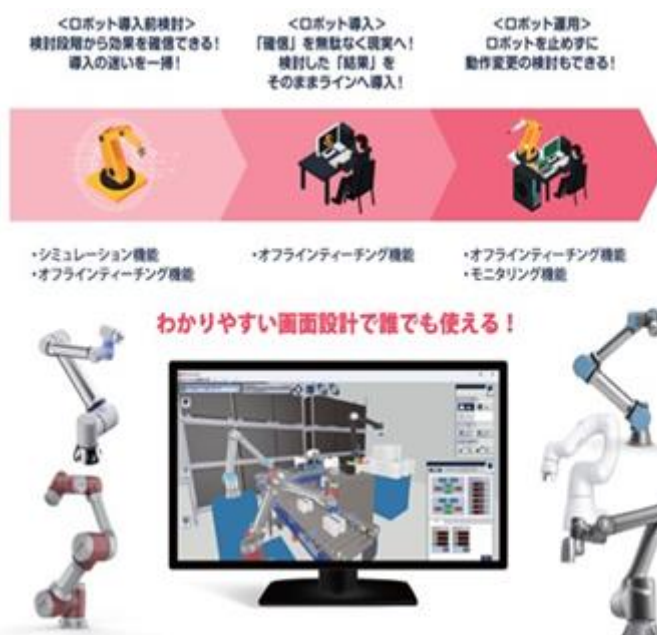 <ロボット導入前検討>
検討段階から効果を確信できる!
導入の迷いを一掃!
<ロボット導入>
「確信」を無駄なく現実へ!
検討した「結果」を
そのままラインへ導入!
<ロボット運用>
ロボットを止めずに
動作変更の検討もできる!
・シミュレーション機能
・オフラインティーチング機能
・オフラインティーチング機能
・オフラインティーチング機能
・モニタリング機能
わかりやすい画面設計で誰でも使える!